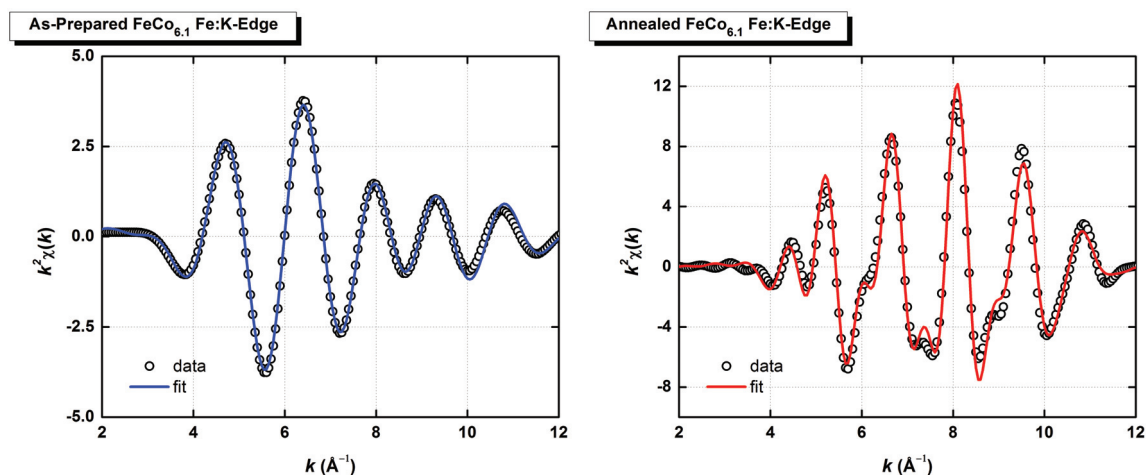 As-Prepared FeCo6.1 Fe:K-Edge
5.0
2.5
0.0
-2.5
-5.0
k²χ(k)
data
fit
2 4 6 8 10 12
k (Å⁻¹)
Annealed FeCo6.1 Fe:K-Edge
12
8
4
0
-4
-8
k²χ(k)
data
fit
2 4 6 8 10 12
k (Å⁻¹)